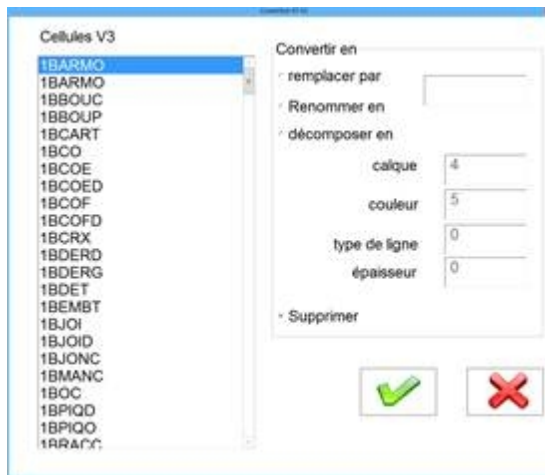 Cellules V3
1BARMO
1BARMO
1BBOUC
1BBOUP
1BCART
1BCO
1BCOE
1BCOED
1BCOF
1BCOFD
1BCRX
1BDERD
1BDERG
1BDET
1BEMBT
1BJOI
1BJOID
1BJONC
1BMANC
1BOC
1BPIQD
1BPIQO
1BRACC
Convertir en
remplacer par
Renommer en
décomposer en
calque 4
couleur 5
type de ligne 0
épaisseur 0
Supprimer